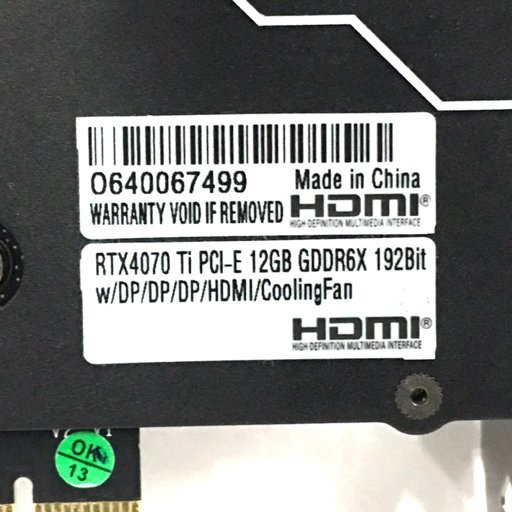 O640067499
Made in China
WARRANTY VOID IF REMOVED
HDMI®
HIGH-DEFINITION MULTIMEDIA INTERFACE
RTX4070 Ti PCI-E 12GB GDDR6X 192Bit
w/DP/DP/DP/HDMI/CoolingFan
HDMI®
HIGH-DEFINITION MULTIMEDIA INTERFACE
OK
13